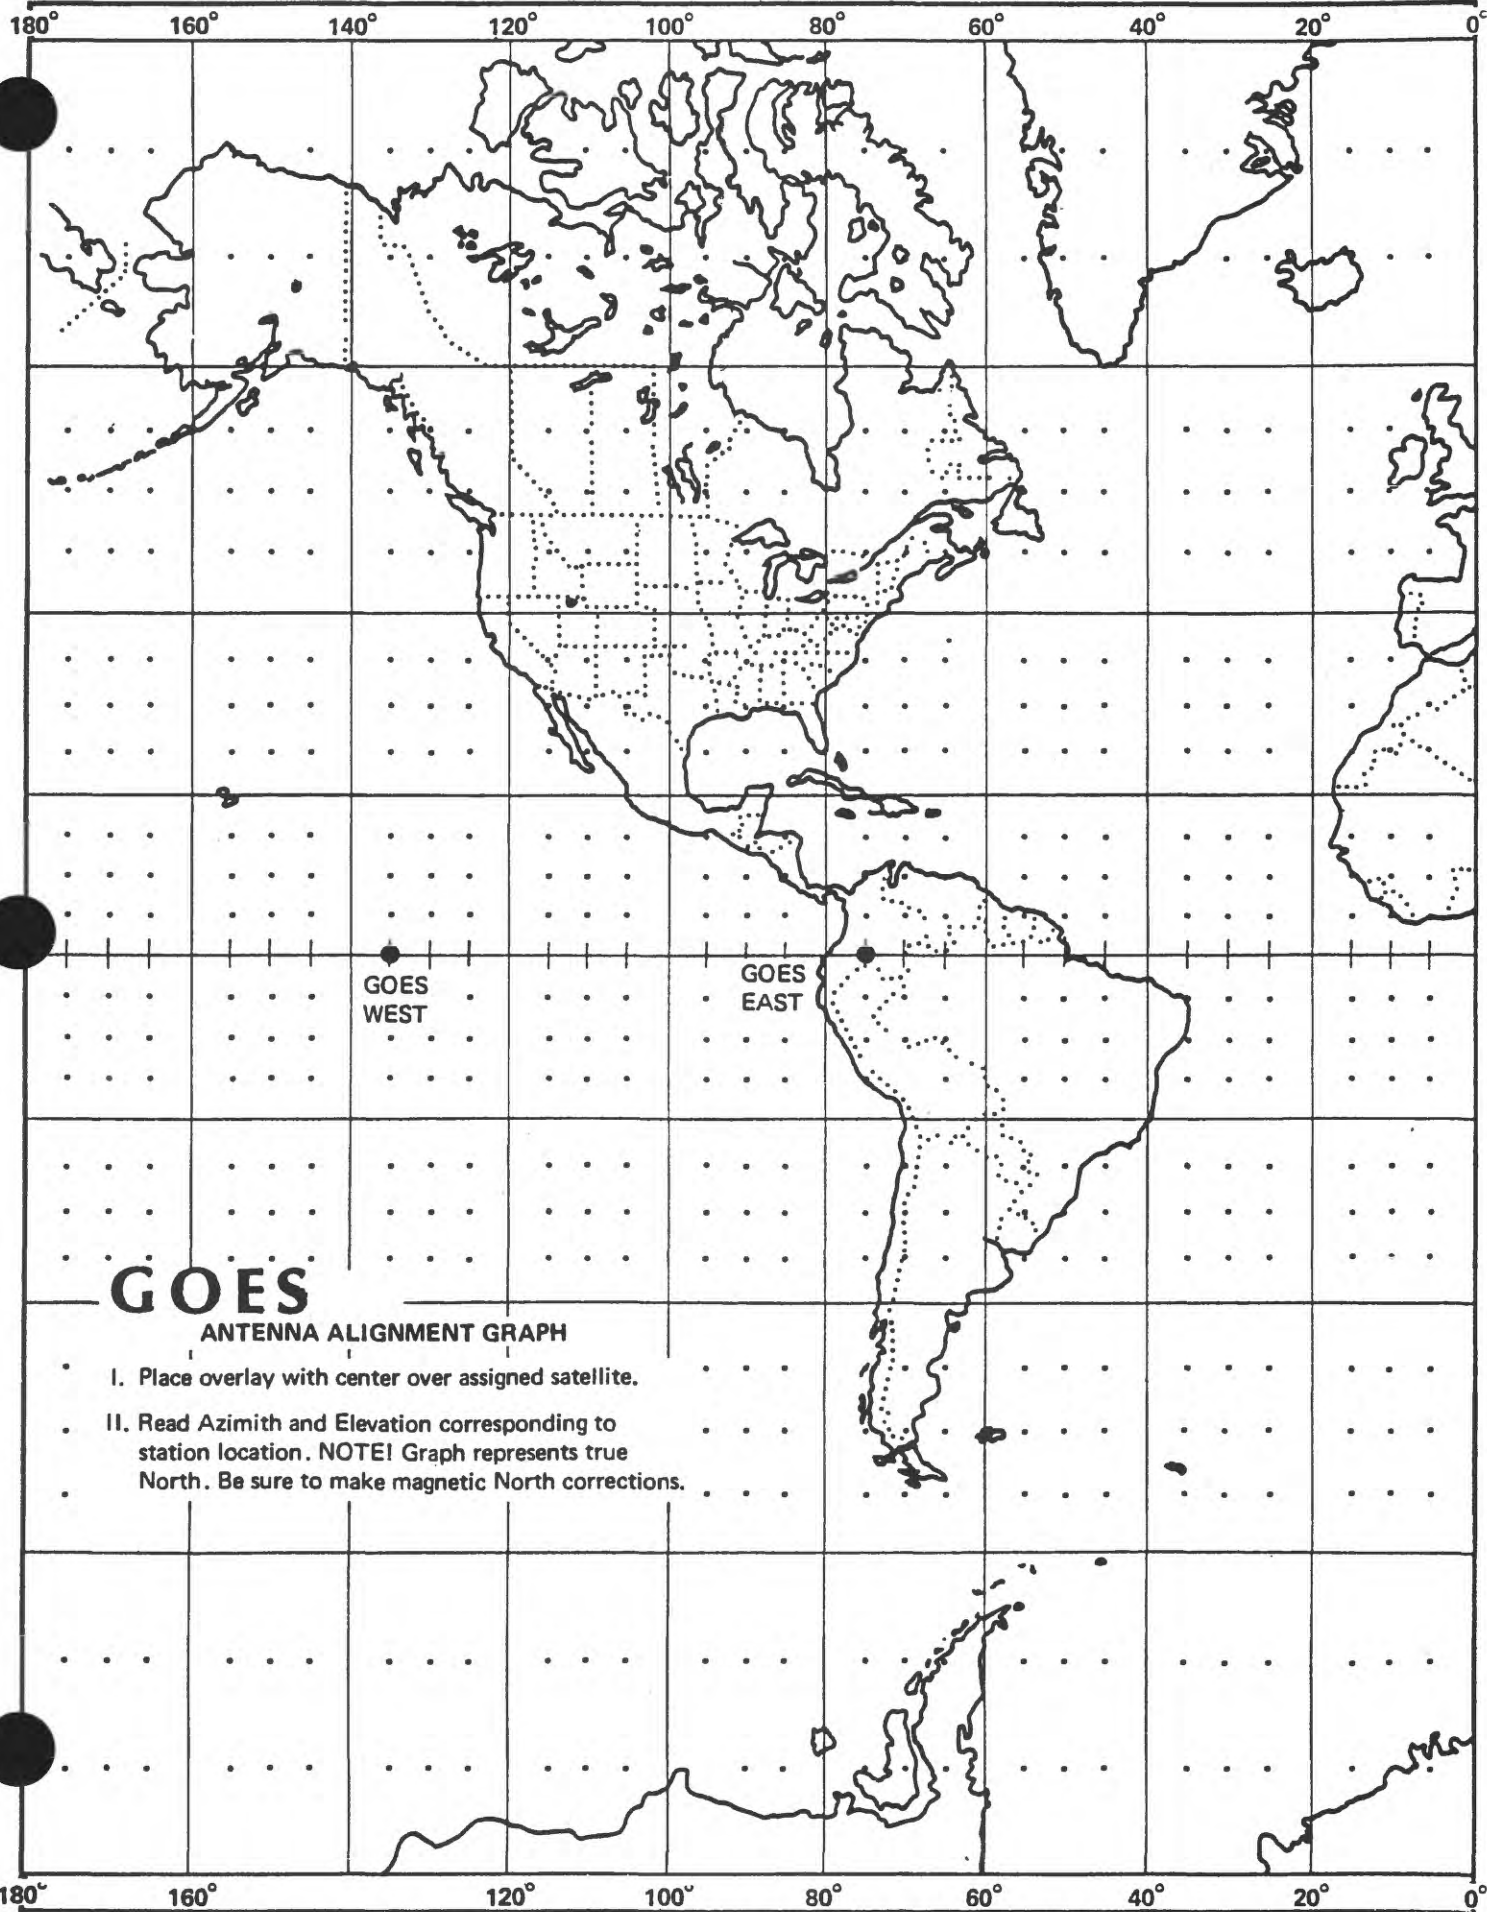 180° 160° 140° 120° 100° 80° 60° 40° 20° 0°
GOES
WEST
GOES
EAST
GOES
ANTENNA ALIGNMENT GRAPH
I. Place overlay with center over assigned satellite.
II. Read Azimith and Elevation corresponding to
station location. NOTE! Graph represents true
North. Be sure to make magnetic North corrections.
180° 160° 140° 120° 100° 80° 60° 40° 20° 0°